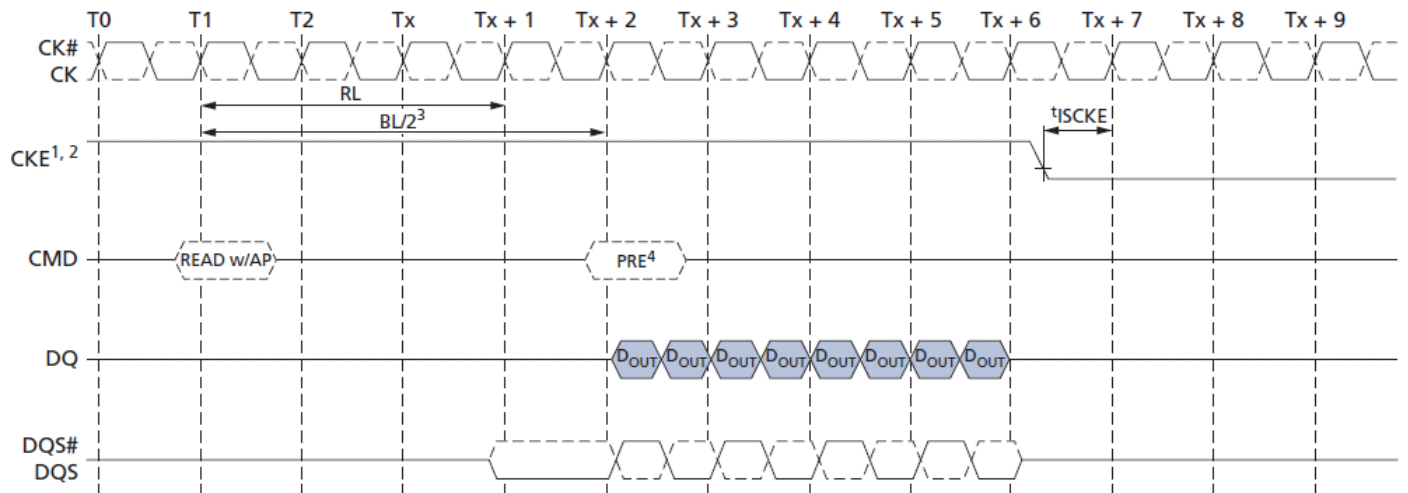 T0 T1 T2 Tx Tx + 1 Tx + 2 Tx + 3 Tx + 4 Tx + 5 Tx + 6 Tx + 7 Tx + 8 Tx + 9
CK#
CK
RL
BL/2³
tISCKE
CKE1, 2
CMD READ w/AP PRE⁴
DQ DOUT DOUT DOUT DOUT DOUT DOUT DOUT DOUT
DQS#
DQS